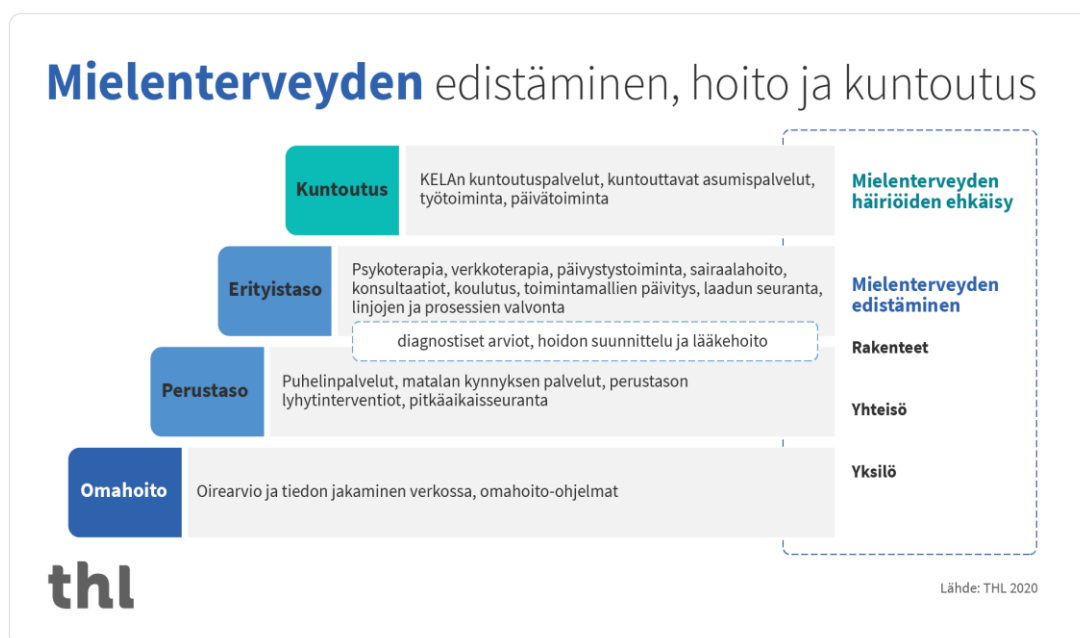 Mielenterveyden edistäminen, hoito ja kuntoutus
Kuntoutus
KELAn kuntoutuspalvelut, kuntouttavat asumispalvelut,
työtoiminta, päivätoiminta
Erityistaso
Psykoterapia, verkkoterapia, päivystystoiminta, sairaalahoito,
konsultaatiot, koulutus, toimintamallien päivitys, laadun seuranta,
linjojen ja prosessien valvonta
diagnostiset arviot, hoidon suunnittelu ja lääkehoito
Perustaso
Puhelinpalvelut, matalan kynnyksen palvelut, perustason
lyhytinterventiot, pitkäaikaisseuranta
Omahoito
Oirearvio ja tiedon jakaminen verkossa, omahoito-ohjelmat
Mielenterveyden
häiriöiden ehkäisy
Mielenterveyden
edistäminen
Rakenteet
Yhteisö
Yksilö
thl
Lähde: THL 2020